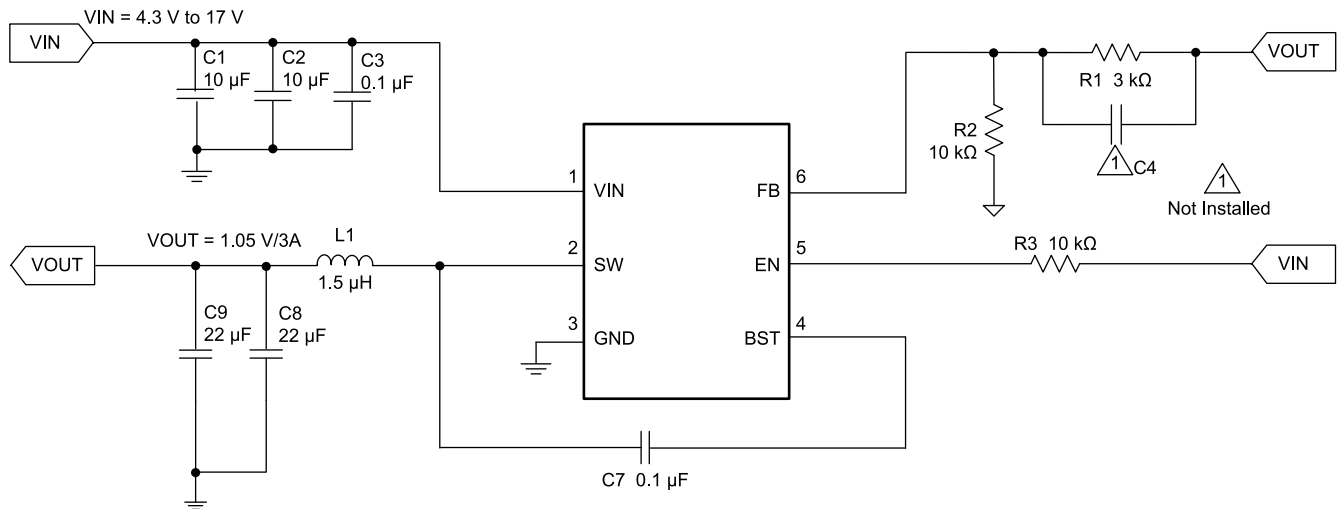 VIN = 4.3 V to 17 V
VIN
C1
10 µF
C2
10 µF
C3
0.1 µF
VOUT
R1 3 kΩ
R2
10 kΩ
1
C4
1
Not Installed
1
VIN
FB
6
VOUT = 1.05 V/3A
L1
1.5 µH
VOUT
2
SW
EN
5
R3 10 kΩ
VIN
C9
22 µF
C8
22 µF
3
GND
BST
4
C7 0.1 µF